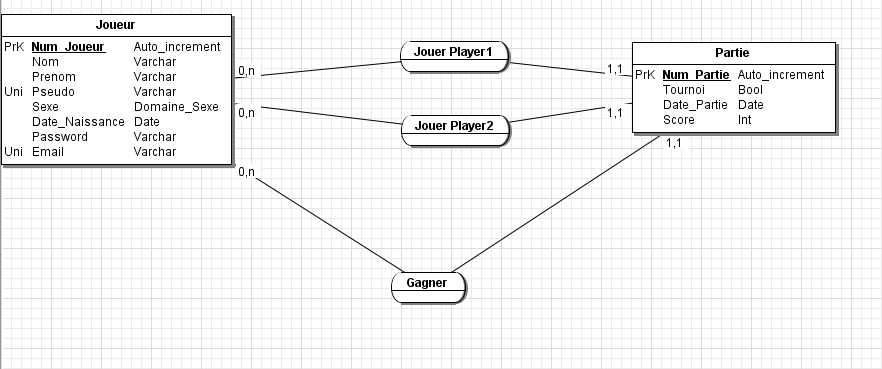 Joueur
PrK Num_Joueur Auto_increment
Nom Varchar
Prenom Varchar
Uni Pseudo Varchar
Sexe Domaine_Sexe
Date_Naissance Date
Password Varchar
Uni Email Varchar
0,n
Jouer Player1
1,1
0,n
Jouer Player2
1,1
Partie
PrK Num_Partie Auto_increment
Tournoi Bool
Date_Partie Date
Score Int
0,n
Gagner
1,1